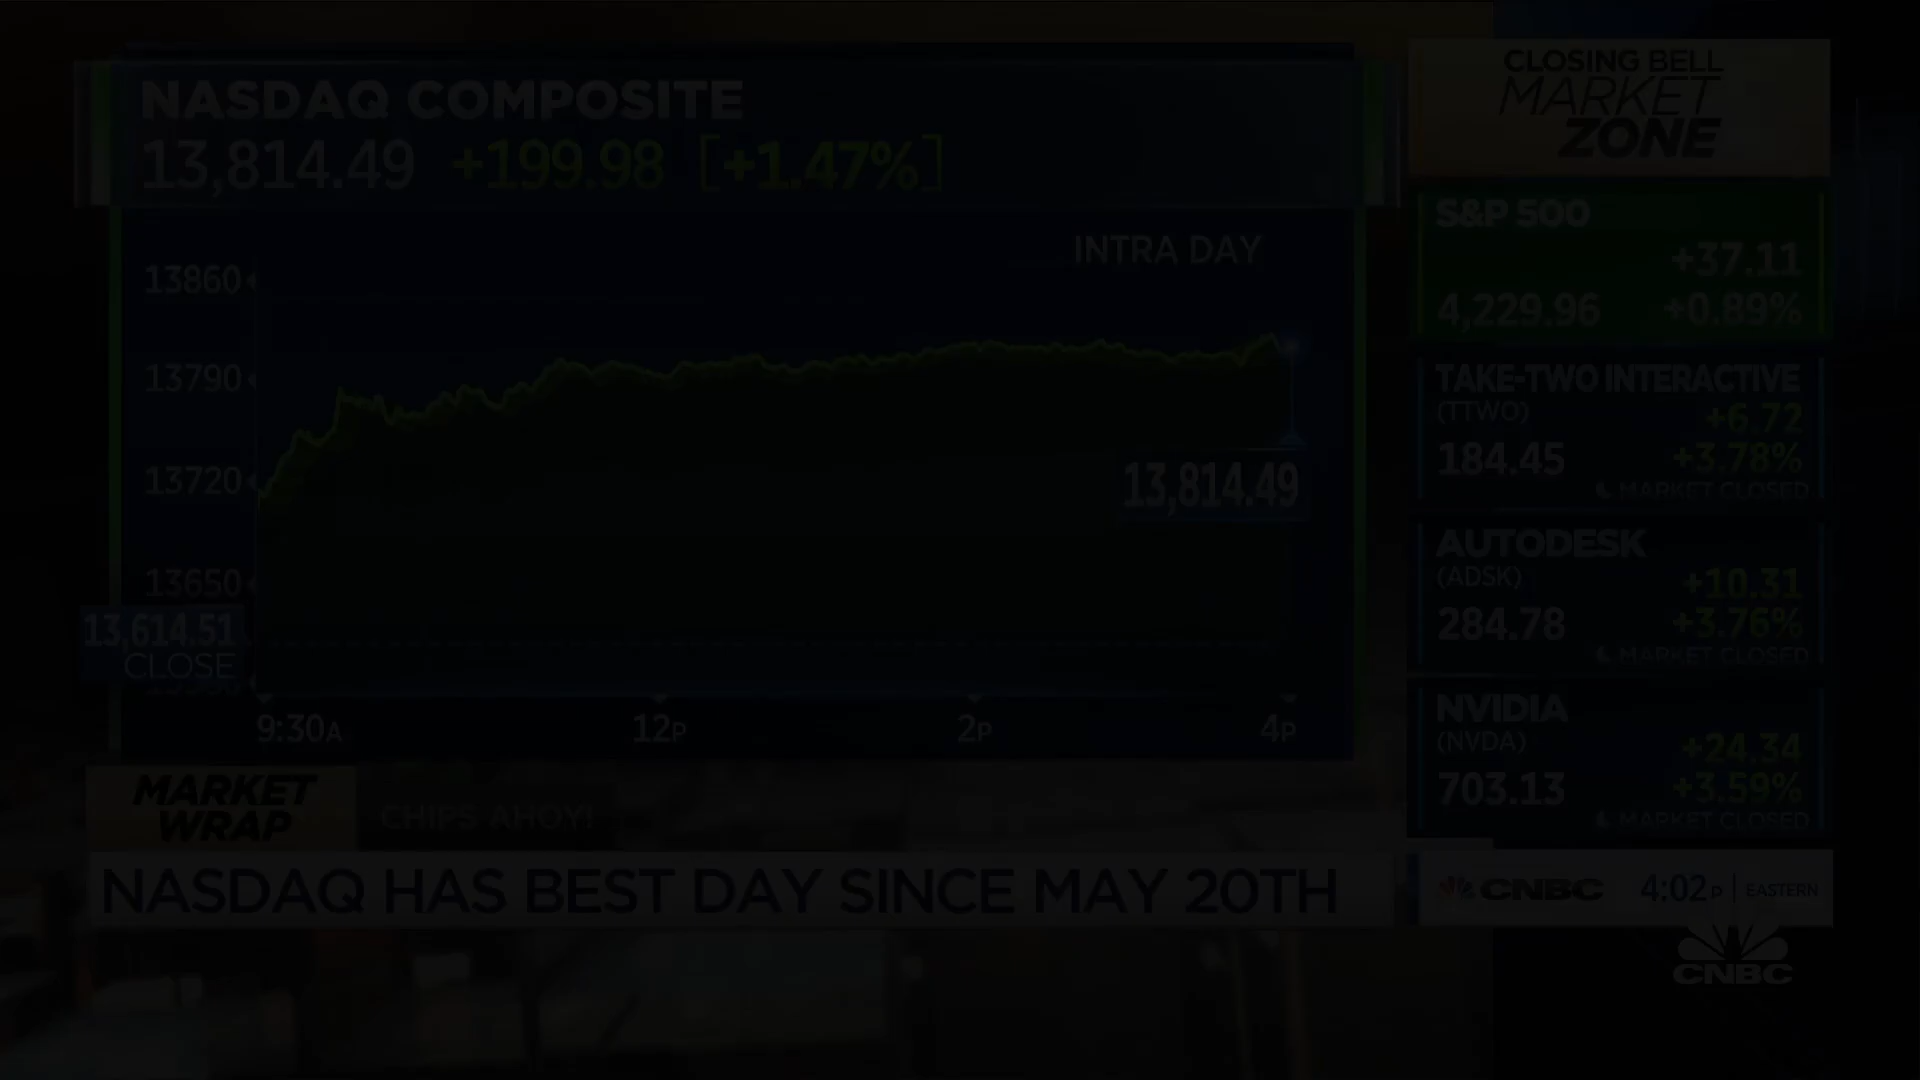 NASDAQ COMPOSITE
13,814.49 +199.98 [+1.47%]
INTRA DAY
13860
13790
13720
13650
13,814.49
13,614.51
CLOSE
9:30A 12P 2P 4P
CLOSING BELL
MARKET
ZONE
S&P 500
+37.11
4,229.96 +0.89%
TAKE-TWO INTERACTIVE
(TTWO) +6.72
184.45 +3.78%
MARKET CLOSED
AUTODESK
(ADSK) +10.31
284.78 +3.76%
MARKET CLOSED
NVIDIA
(NVDA) +24.34
703.13 +3.59%
MARKET CLOSED
MARKET
WRAP
CHIPS AHOY!
NASDAQ HAS BEST DAY SINCE MAY 20TH
CNBC 4:02P | EASTERN
CNBC